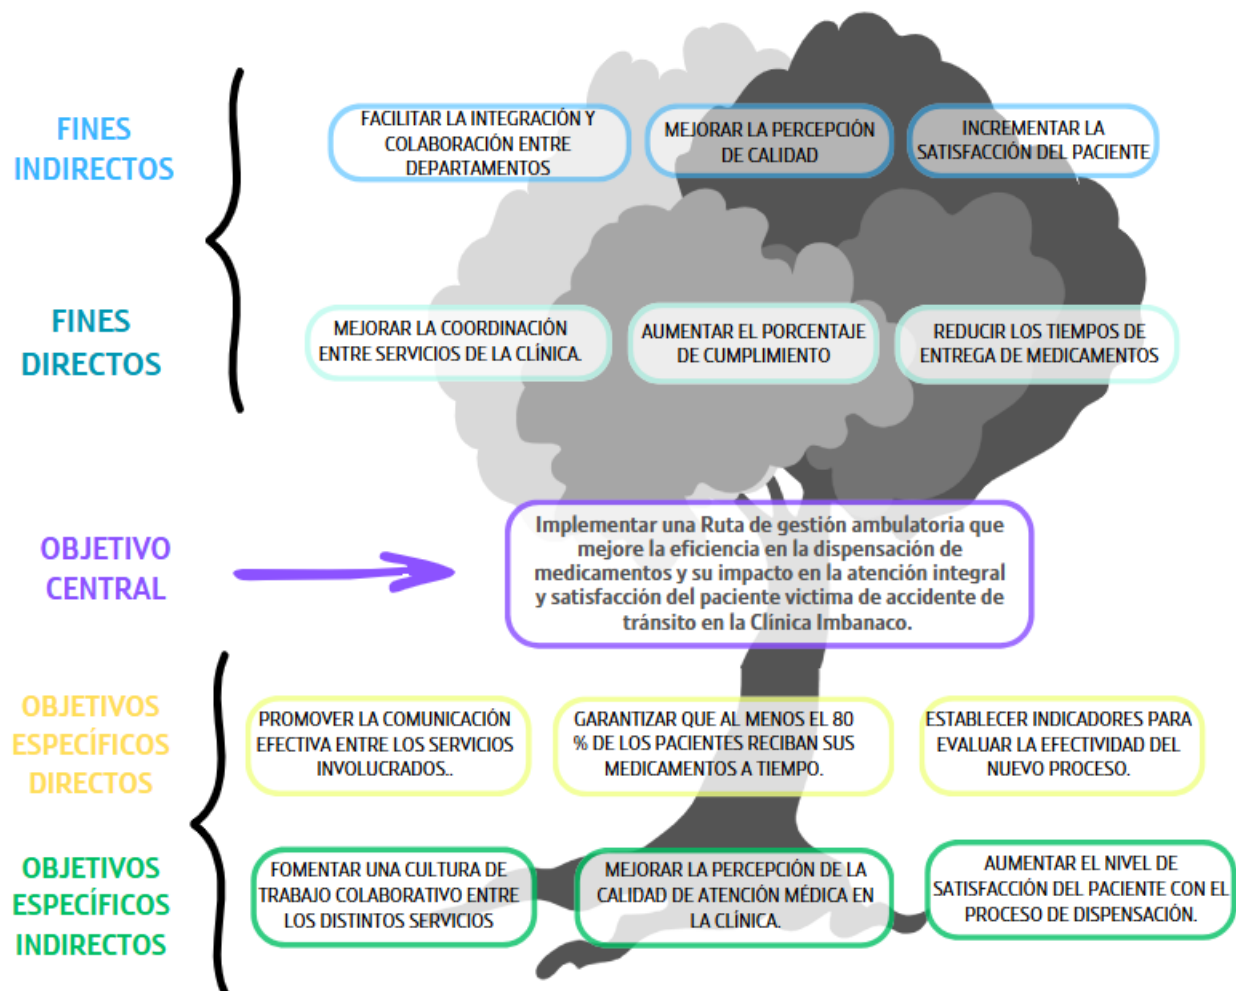 FINES
INDIRECTOS
FACILITAR LA INTEGRACIÓN Y
COLABORACIÓN ENTRE
DEPARTAMENTOS
MEJORAR LA PERCEPCIÓN
DE CALIDAD
INCREMENTAR LA
SATISFACCIÓN DEL PACIENTE
FINES
DIRECTOS
MEJORAR LA COORDINACIÓN
ENTRE SERVICIOS DE LA CLÍNICA.
AUMENTAR EL PORCENTAJE
DE CUMPLIMIENTO
REDUCIR LOS TIEMPOS DE
ENTREGA DE MEDICAMENTOS
OBJETIVO
CENTRAL
Implementar una Ruta de gestión ambulatoria que
mejore la eficiencia en la dispensación de
medicamentos y su impacto en la atención integral
y satisfacción del paciente victima de accidente de
tránsito en la Clínica Imbanaco.
OBJETIVOS
ESPECÍFICOS
DIRECTOS
PROMOVER LA COMUNICACIÓN
EFECTIVA ENTRE LOS SERVICIOS
INVOLUCRADOS..
GARANTIZAR QUE AL MENOS EL 80
% DE LOS PACIENTES RECIBAN SUS
MEDICAMENTOS A TIEMPO.
ESTABLECER INDICADORES PARA
EVALUAR LA EFECTIVIDAD DEL
NUEVO PROCESO.
OBJETIVOS
ESPECÍFICOS
INDIRECTOS
FOMENTAR UNA CULTURA DE
TRABAJO COLABORATIVO ENTRE
LOS DISTINTOS SERVICIOS
MEJORAR LA PERCEPCIÓN DE LA
CALIDAD DE ATENCIÓN MÉDICA EN
LA CLÍNICA.
AUMENTAR EL NIVEL DE
SATISFACCIÓN DEL PACIENTE CON EL
PROCESO DE DISPENSACIÓN.